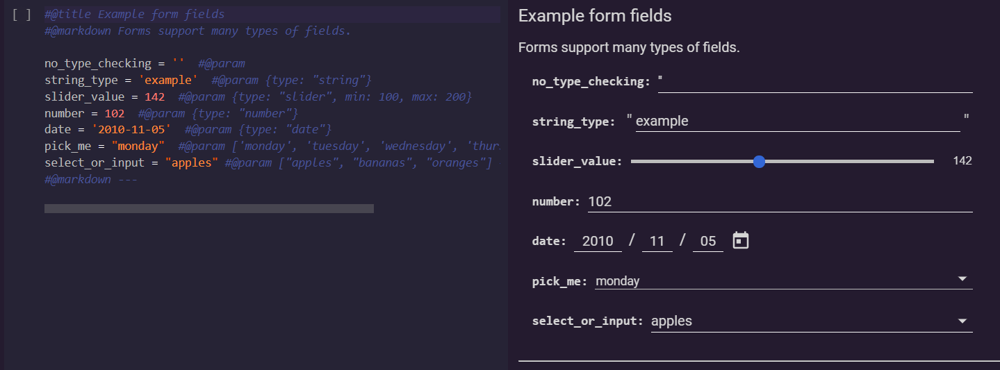 [ ] #@title Example form fields
#@markdown Forms support many types of fields.
no_type_checking = ''  #@param
string_type = 'example'  #@param {type: "string"}
slider_value = 142  #@param {type: "slider", min: 100, max: 200}
number = 102  #@param {type: "number"}
date = '2010-11-05'  #@param {type: "date"}
pick_me = "monday"  #@param ['monday', 'tuesday', 'wednesday', 'thur
select_or_input = "apples" #@param ["apples", "bananas", "oranges"]
#@markdown ---
Example form fields
Forms support many types of fields.
no_type_checking: ''
string_type: " example "
slider_value: 142
number: 102
date: 2010 / 11 / 05
pick_me: monday
select_or_input: apples